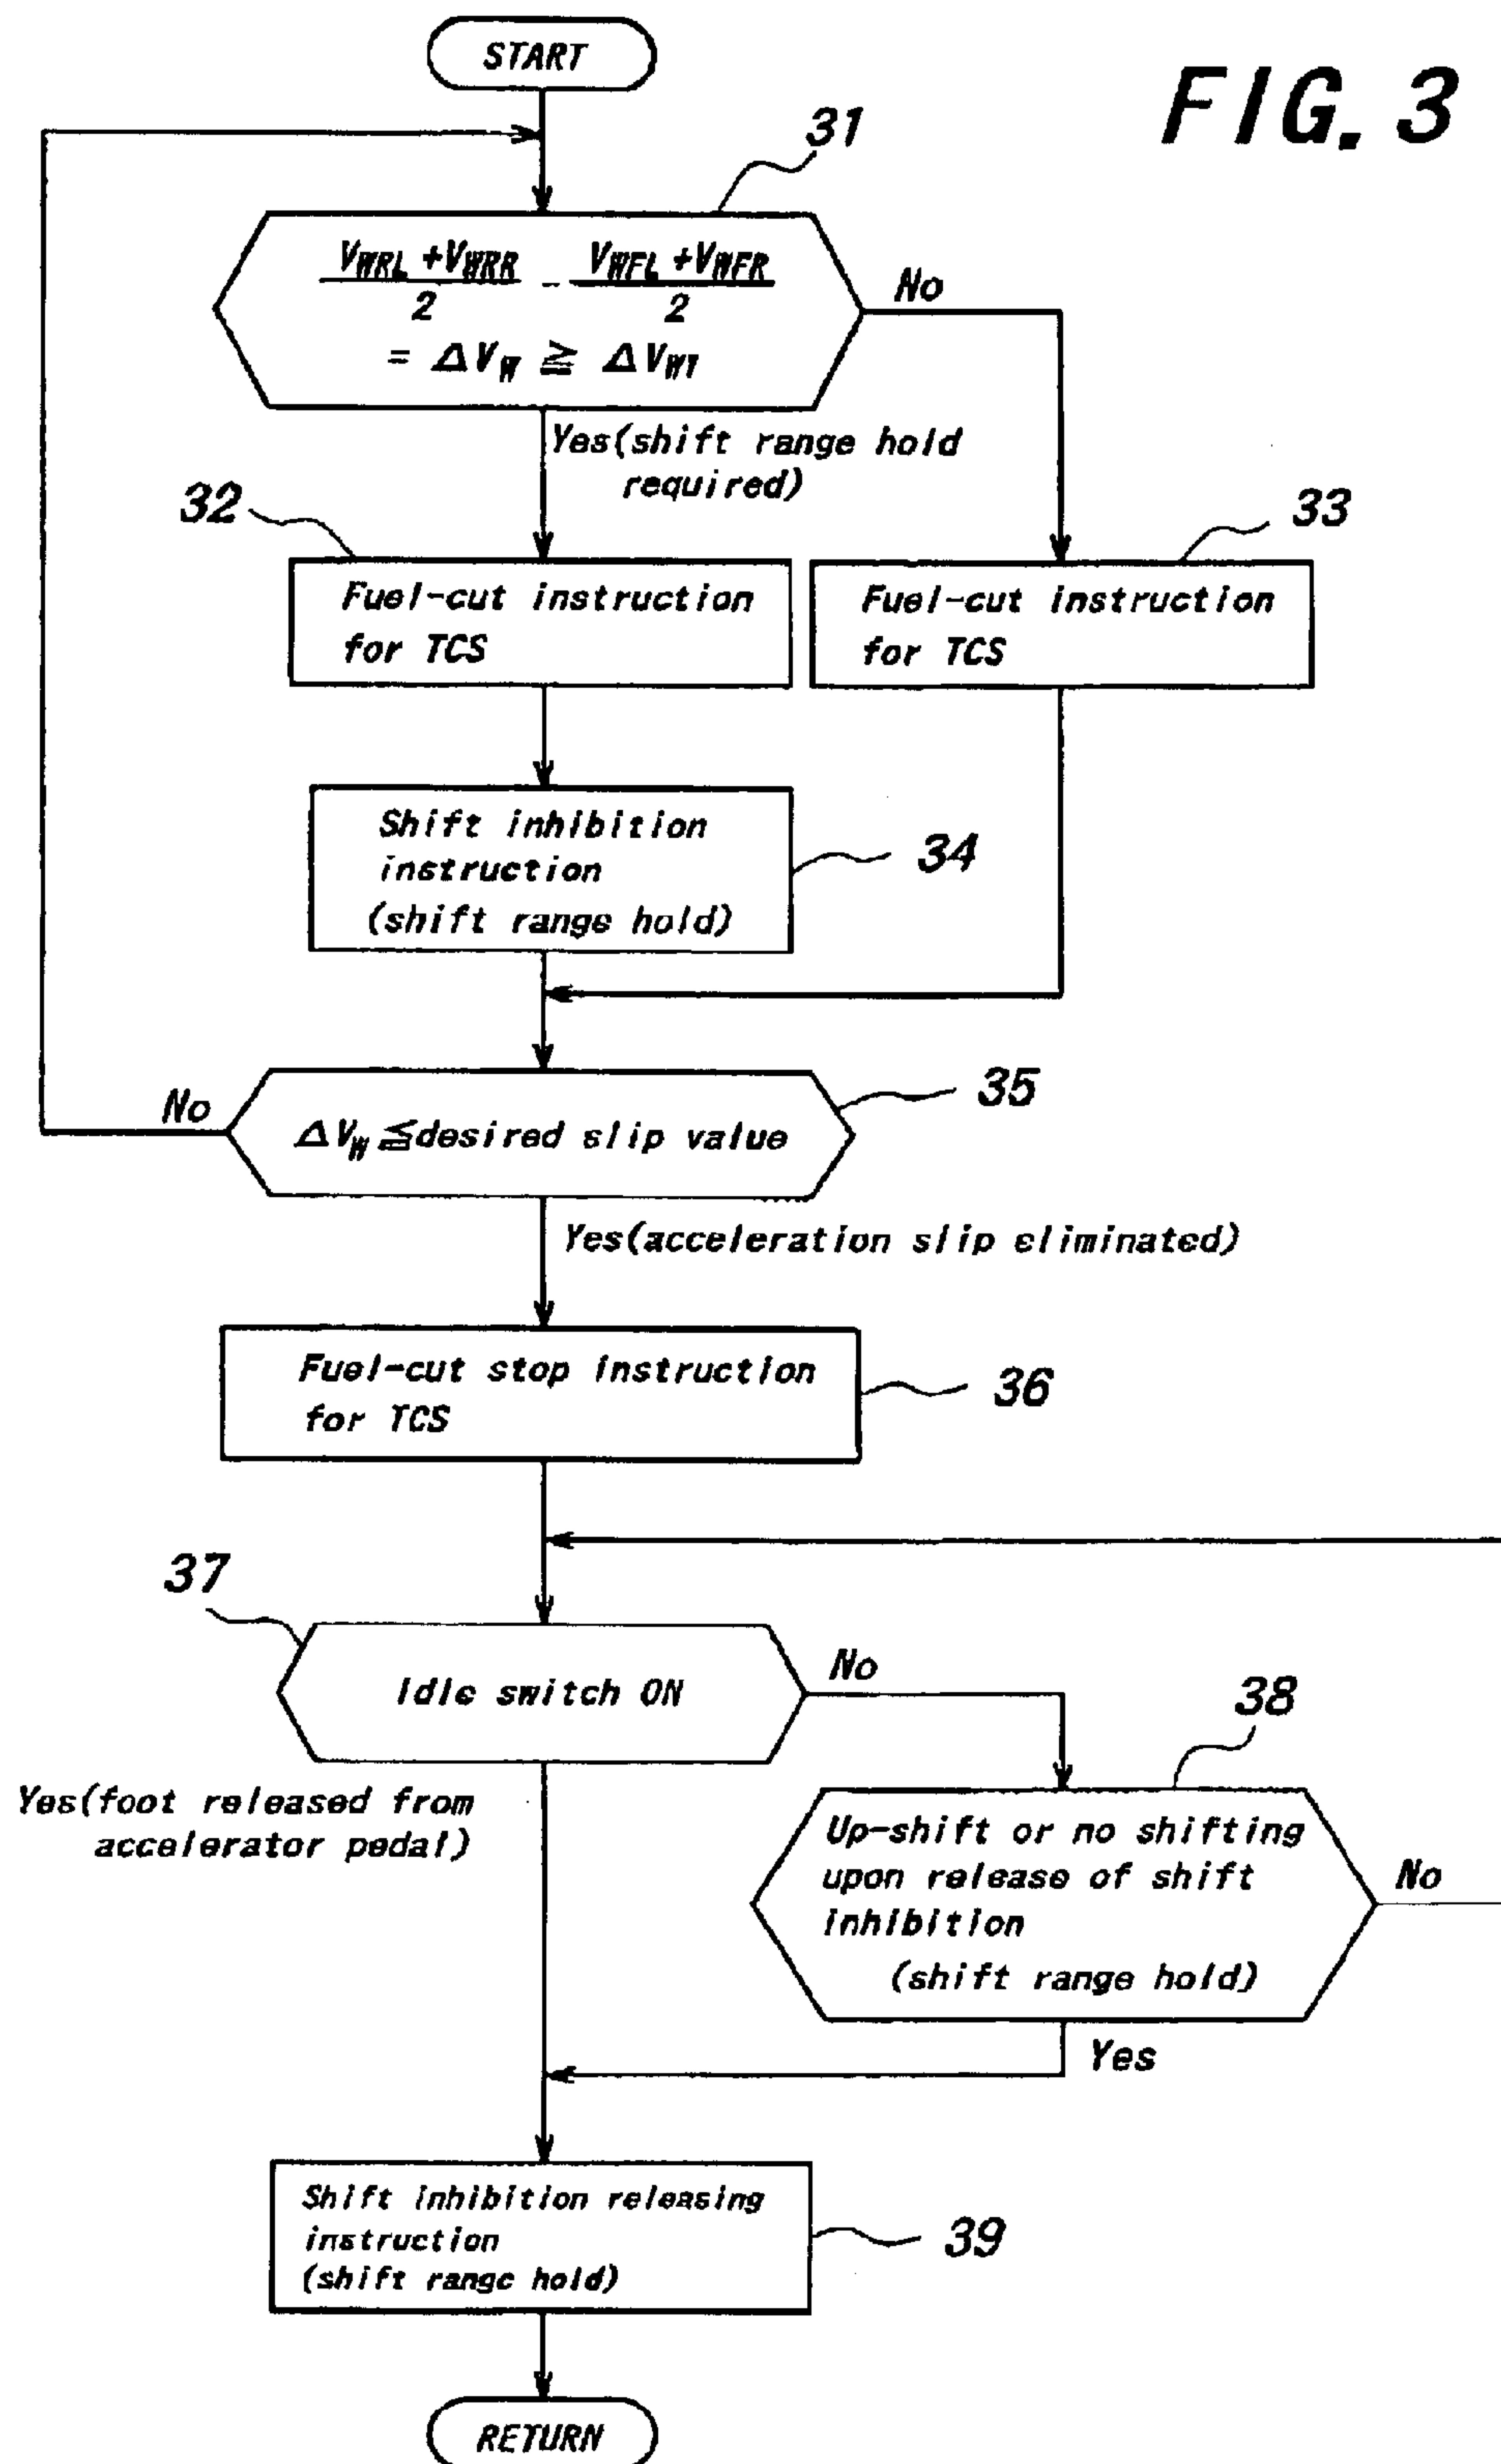 START
FIG. 3
31
V_WRL + V_WRR / 2 - V_WFL + V_WFR / 2
= ΔV_W ≧ ΔV_WT
No
Yes(shift range hold
required)
32
33
Fuel-cut instruction
for TCS
Fuel-cut instruction
for TCS
Shift inhibition
instruction
(shift range hold)
34
35
No
ΔV_W ≦desired slip value
Yes(acceleration slip eliminated)
Fuel-cut stop instruction
for TCS
36
37
Idle switch ON
No
38
Yes(foot released from
accelerator pedal)
Up-shift or no shifting
upon release of shift
inhibition
(shift range hold)
No
Yes
Shift inhibition releasing
instruction
(shift range hold)
39
RETURN